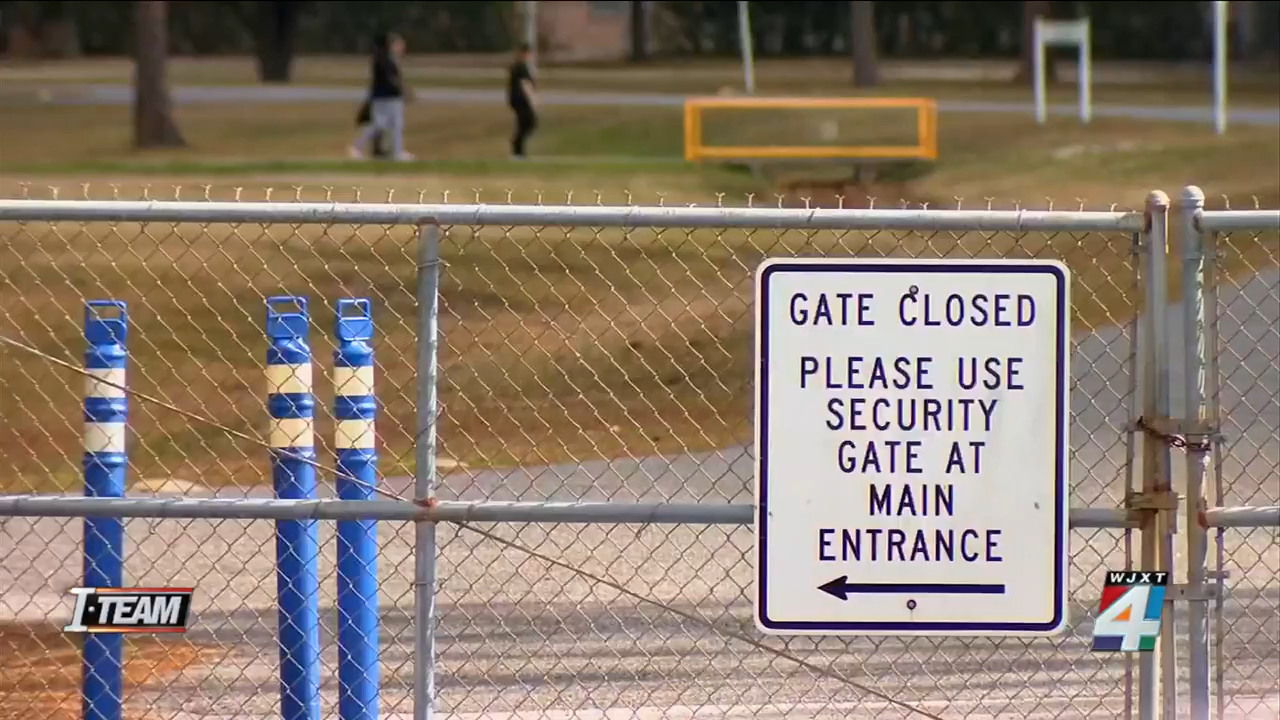 GATE CLOSED
PLEASE USE
SECURITY
GATE AT
MAIN
ENTRANCE
I-TEAM
WJXT
4